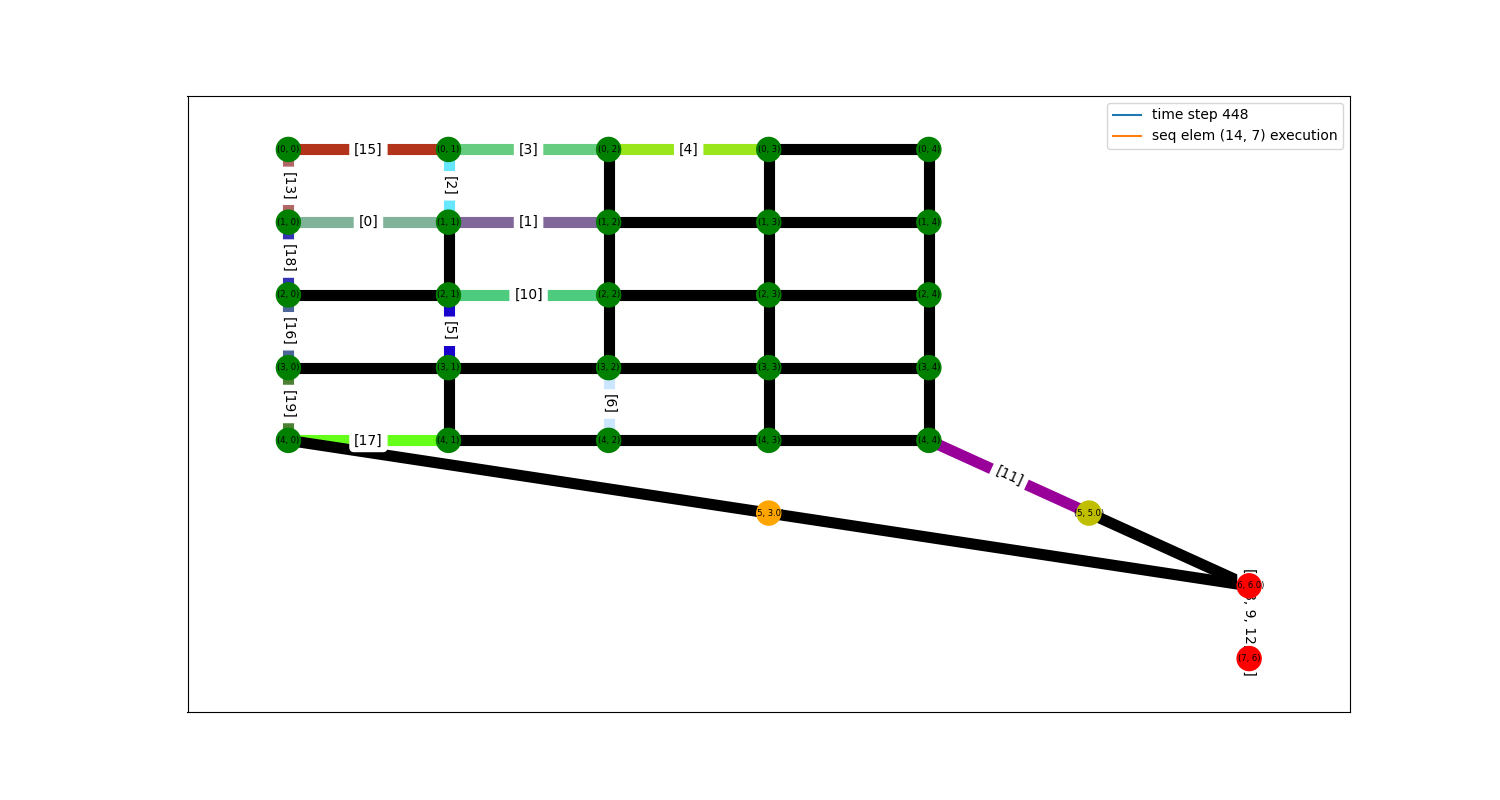 time step 448
seq elem (14, 7) execution
(0, 0) [15] (0, 1) [3] (0, 2) [4] (0, 3) (0, 4)
[13] [2]
(1, 0) [0] (1, 1) [1] (1, 2) (1, 3) (1, 4)
[18]
(2, 0) (2, 1) [10] (2, 2) (2, 3) (2, 4)
[16] [5]
(3, 0) (3, 1) (3, 2) (3, 3) (3, 4)
[19] [6]
(4, 0) [17] (4, 1) (4, 2) (4, 3) (4, 4)
[11]
(5, 3.0) (5, 5.0)
(6, 6.0)
9, 12
(7, 6)